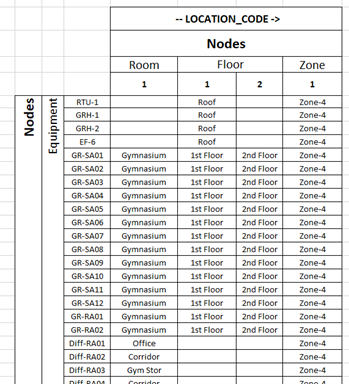 -- LOCATION_CODE ->
Nodes
Room Floor Zone
1 1 2 1
Nodes
Equipment
RTU-1 Roof Zone-4
GRH-1 Roof Zone-4
GRH-2 Roof Zone-4
EF-6 Roof Zone-4
GR-SA01 Gymnasium 1st Floor 2nd Floor Zone-4
GR-SA02 Gymnasium 1st Floor 2nd Floor Zone-4
GR-SA03 Gymnasium 1st Floor 2nd Floor Zone-4
GR-SA04 Gymnasium 1st Floor 2nd Floor Zone-4
GR-SA05 Gymnasium 1st Floor 2nd Floor Zone-4
GR-SA06 Gymnasium 1st Floor 2nd Floor Zone-4
GR-SA07 Gymnasium 1st Floor 2nd Floor Zone-4
GR-SA08 Gymnasium 1st Floor 2nd Floor Zone-4
GR-SA09 Gymnasium 1st Floor 2nd Floor Zone-4
GR-SA10 Gymnasium 1st Floor 2nd Floor Zone-4
GR-SA11 Gymnasium 1st Floor 2nd Floor Zone-4
GR-SA12 Gymnasium 1st Floor 2nd Floor Zone-4
GR-RA01 Gymnasium 1st Floor 2nd Floor Zone-4
GR-RA02 Gymnasium 1st Floor 2nd Floor Zone-4
Diff-RA01 Office Zone-4
Diff-RA02 Corridor Zone-4
Diff-RA03 Gym Stor Zone-4
Diff-RA04 Corridor Zone-4